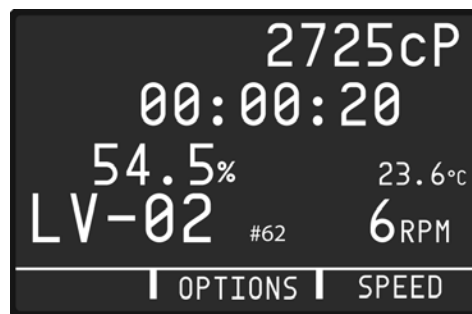 2725cP
00:00:20
54.5% 23.6°C
LV-02 #62 6RPM
OPTIONS SPEED